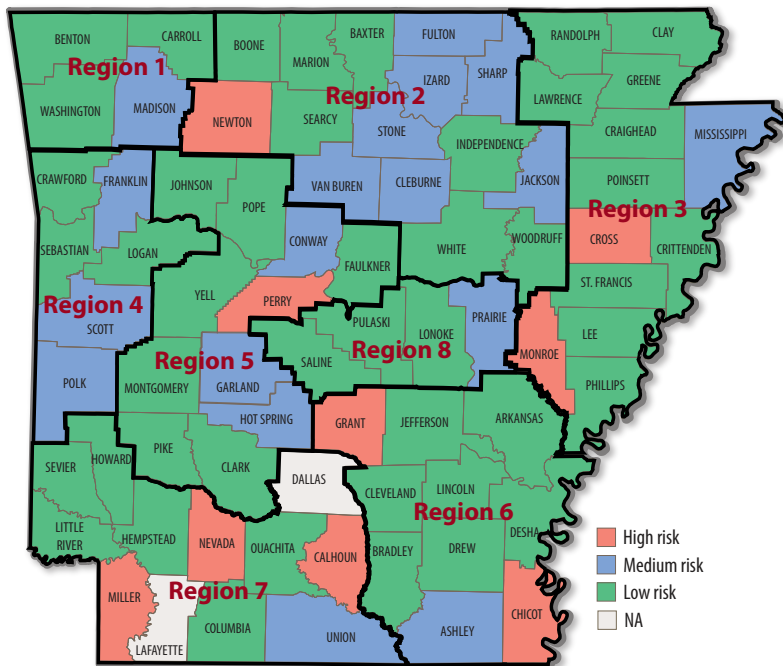 BENTON
CARROLL
BOONE
MARION
BAXTER
FULTON
RANDOLPH
CLAY
Region 1
WASHINGTON
MADISON
NEWTON
SEARCY
Region 2
IZARD
SHARP
STONE
INDEPENDENCE
LAWRENCE
GREENE
CRAIGHEAD
MISSISSIPPI
CRAWFORD
FRANKLIN
JOHNSON
POPE
VAN BUREN
CLEBURNE
JACKSON
POINSETT
Region 3
CROSS
CRITTENDEN
SEBASTIAN
LOGAN
CONWAY
FAULKNER
WHITE
WOODRUFF
ST. FRANCIS
Region 4
SCOTT
YELL
PERRY
PULASKI
LONOKE
PRAIRIE
MONROE
LEE
PHILLIPS
Region 5
SALINE
Region 8
POLK
MONTGOMERY
GARLAND
HOT SPRING
GRANT
JEFFERSON
ARKANSAS
SEVIER
HOWARD
PIKE
CLARK
DALLAS
CLEVELAND
LINCOLN
Region 6
DESHA
LITTLE
RIVER
HEMPSTEAD
NEVADA
OUACHITA
CALHOUN
BRADLEY
DREW
Region 7
MILLER
LAFAYETTE
COLUMBIA
UNION
ASHLEY
CHICOT
High risk
Medium risk
Low risk
NA